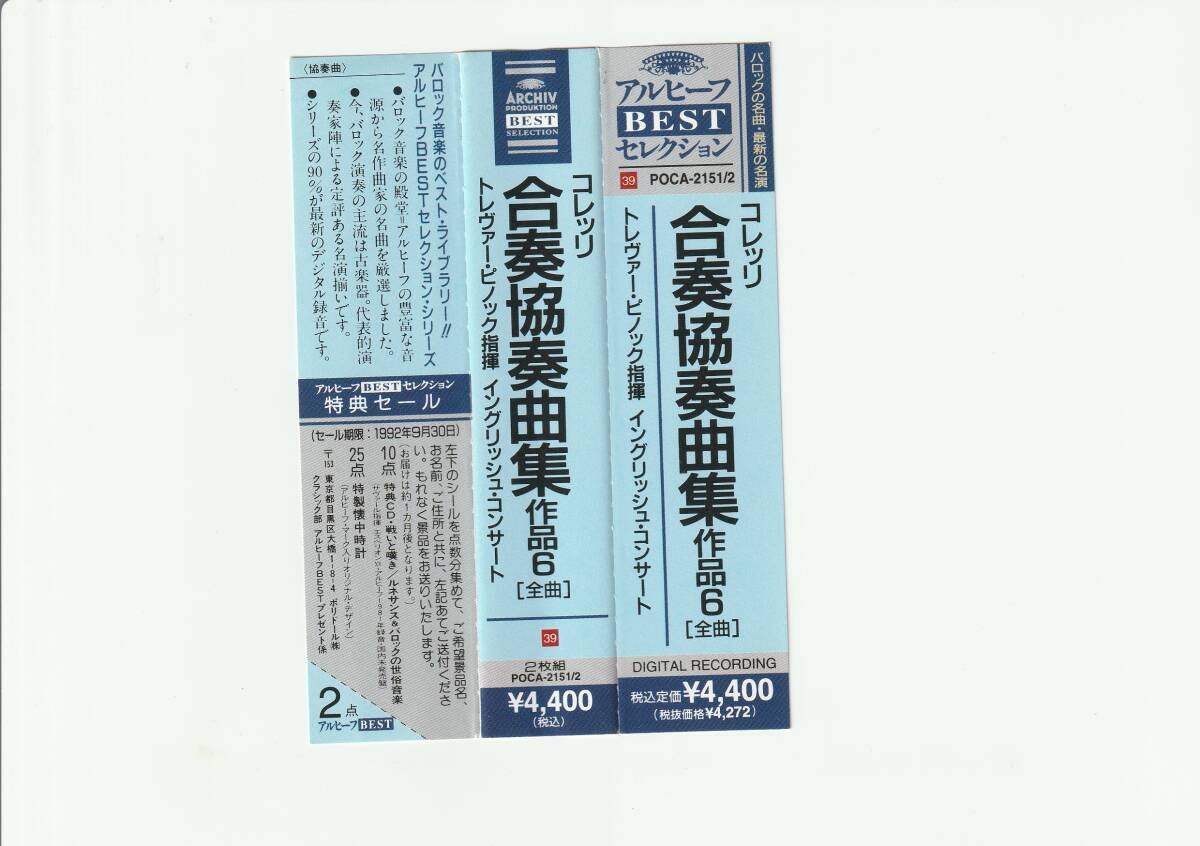 バロックの名曲・最新の名演
アルヒーフ
BEST
セレクション
39 POCA-2151/2
コレッリ
合奏協奏曲集 作品6 [全曲]
トレヴァー・ピノック指揮 イングリッシュ・コンサート
DIGITAL RECORDING
税込定価¥4,400
(税抜価格¥4,272)
ARCHIV
PRODUKTION
BEST
SELECTION
コレッリ
合奏協奏曲集 作品6 [全曲]
トレヴァー・ピノック指揮 イングリッシュ・コンサート
39
2枚組
POCA-2151/2
¥4,400
(税込)
〈協奏曲〉
バロック音楽のベスト・ライブラリー!!
アルヒーフBESTセレクション・シリーズ
●バロック音楽の殿堂=アルヒーフの豊富な音
源から名作曲家の名曲を厳選しました。
●今、バロック演奏の主流は古楽器。代表的演
奏家陣による定評ある名演揃いです。
●シリーズの90%が最新のデジタル録音です。
アルヒーフBESTセレクション
特典セール
(セール期限:1992年9月30日)
左下のシールを点数分集めて、ご希望景品名、
お名前、ご住所と共に、左記あてご送付くださ
い。もれなく景品をお送りいたします。
(お届けは約1カ月後となります。)
10点 特典CD・戦いと嘆き/ルネサンス&バロックの世俗音楽
25点 特製懐中時計
(アルヒーフ・マーク入りオリジナル・デザイン)
〒153 東京都目黒区大橋1-8-4 ポリドール㈱
クラシック部 アルヒーフBESTプレゼント係
2点
アルヒーフBEST